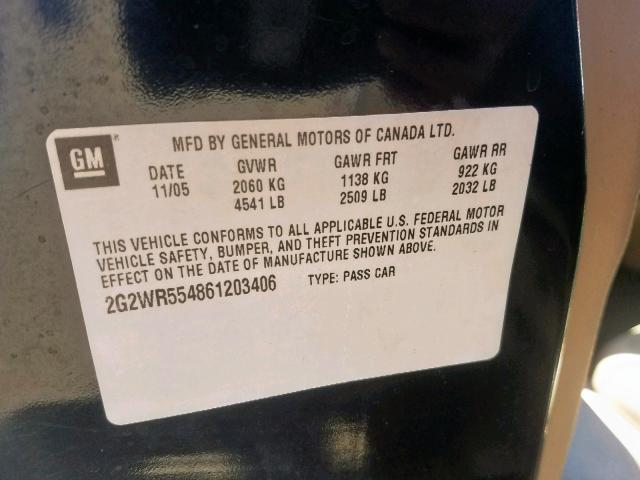 GM
MFD BY GENERAL MOTORS OF CANADA LTD.
DATE GVWR GAWR FRT GAWR RR
11/05 2060 KG 1138 KG 922 KG
4541 LB 2509 LB 2032 LB
THIS VEHICLE CONFORMS TO ALL APPLICABLE U.S. FEDERAL MOTOR
VEHICLE SAFETY, BUMPER, AND THEFT PREVENTION STANDARDS IN
EFFECT ON THE DATE OF MANUFACTURE SHOWN ABOVE.
2G2WR554861203406 TYPE: PASS CAR